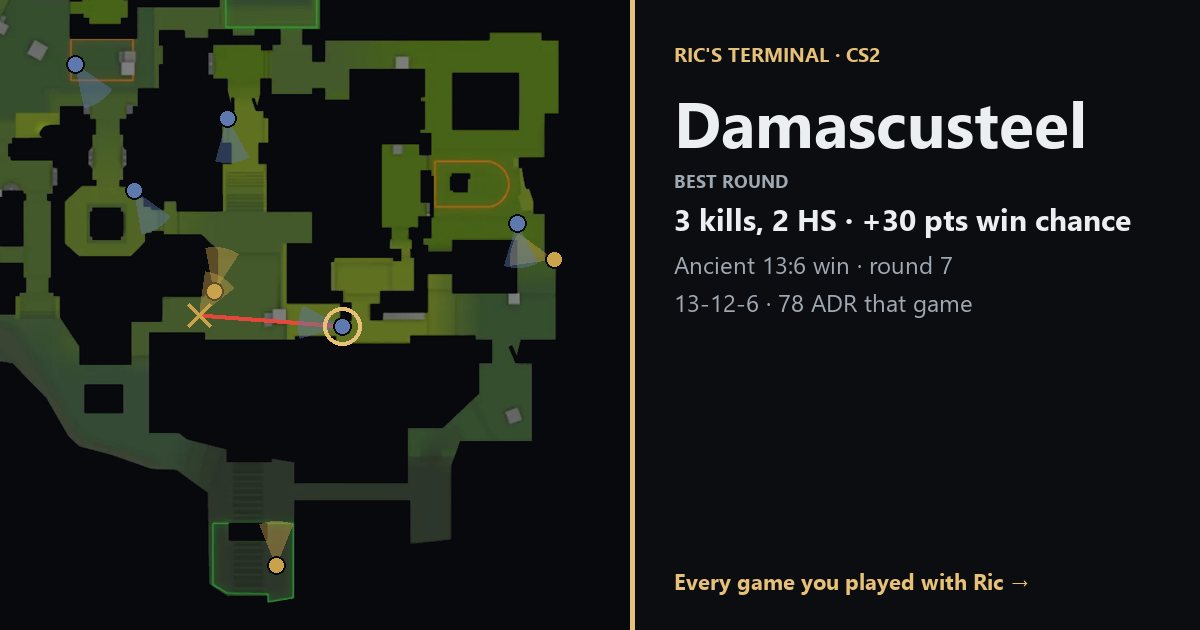 RIC'S TERMINAL · CS2
Damascusteel
BEST ROUND
3 kills, 2 HS · +30 pts win chance
Ancient 13:6 win · round 7
13-12-6 · 78 ADR that game
Every game you played with Ric →